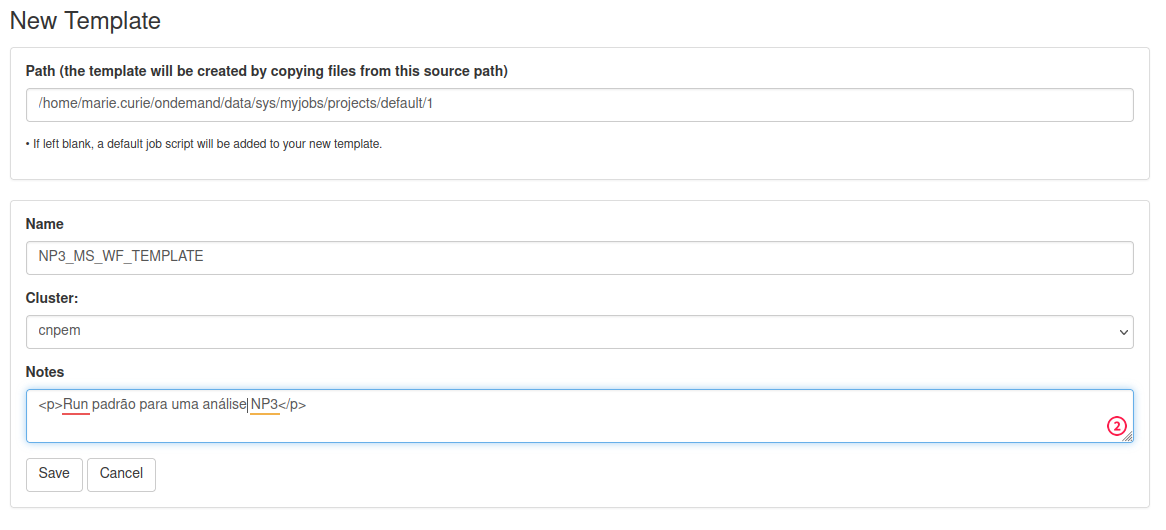 New Template
Path (the template will be created by copying files from this source path)
/home/marie.curie/ondemand/data/sys/myjobs/projects/default/1
• If left blank, a default job script will be added to your new template.
Name
NP3_MS_WF_TEMPLATE
Cluster:
cnpem
Notes
<p>Run padrão para uma análise NP3</p>
2
Save Cancel